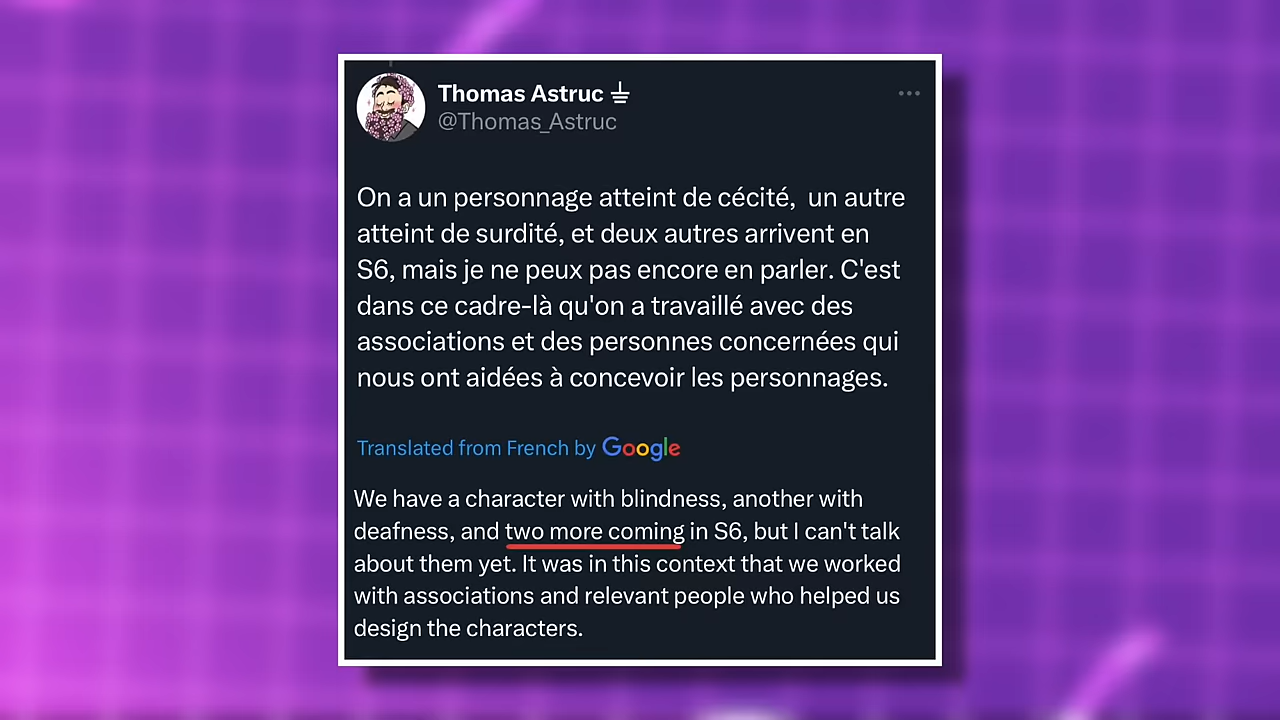 Thomas Astruc ⏚
@Thomas_Astruc
On a un personnage atteint de cécité,  un autre
atteint de surdité, et deux autres arrivent en
S6, mais je ne peux pas encore en parler. C'est
dans ce cadre-là qu'on a travaillé avec des
associations et des personnes concernées qui
nous ont aidées à concevoir les personnages.
Translated from French by Google
We have a character with blindness, another with
deafness, and two more coming in S6, but I can't talk
about them yet. It was in this context that we worked
with associations and relevant people who helped us
design the characters.